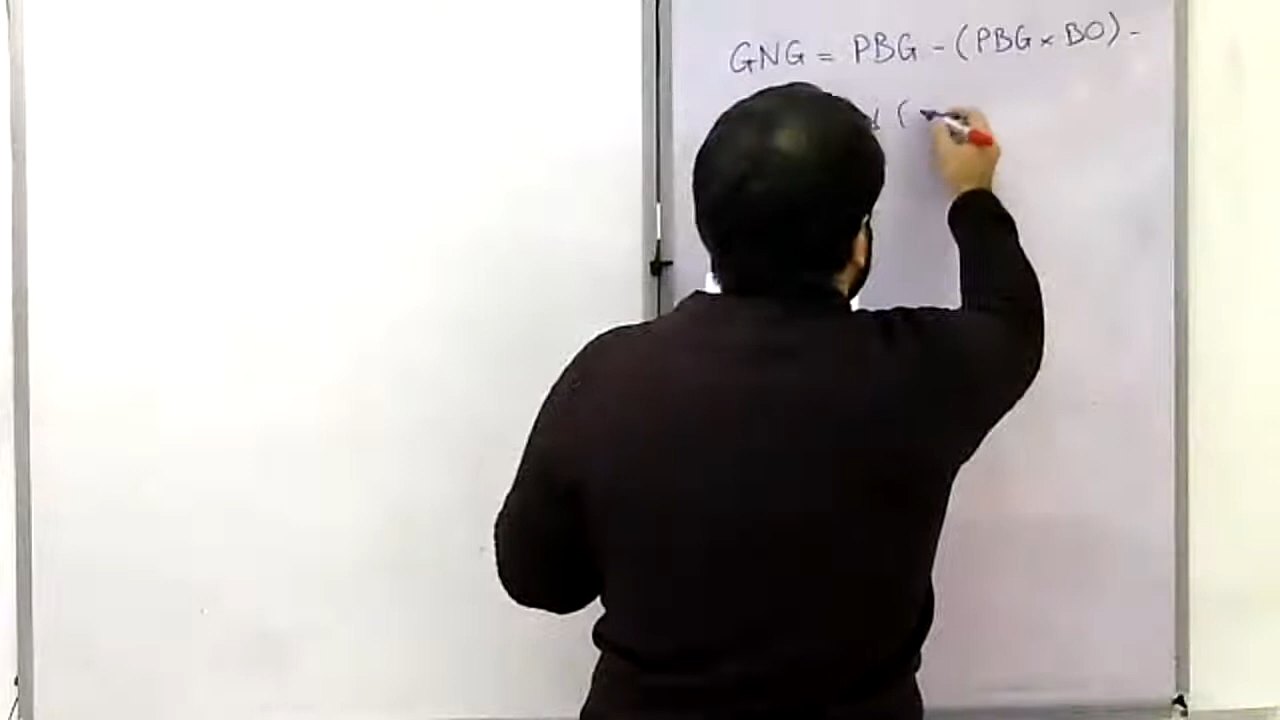 GNG = PBG - (PBG x BO) -
(